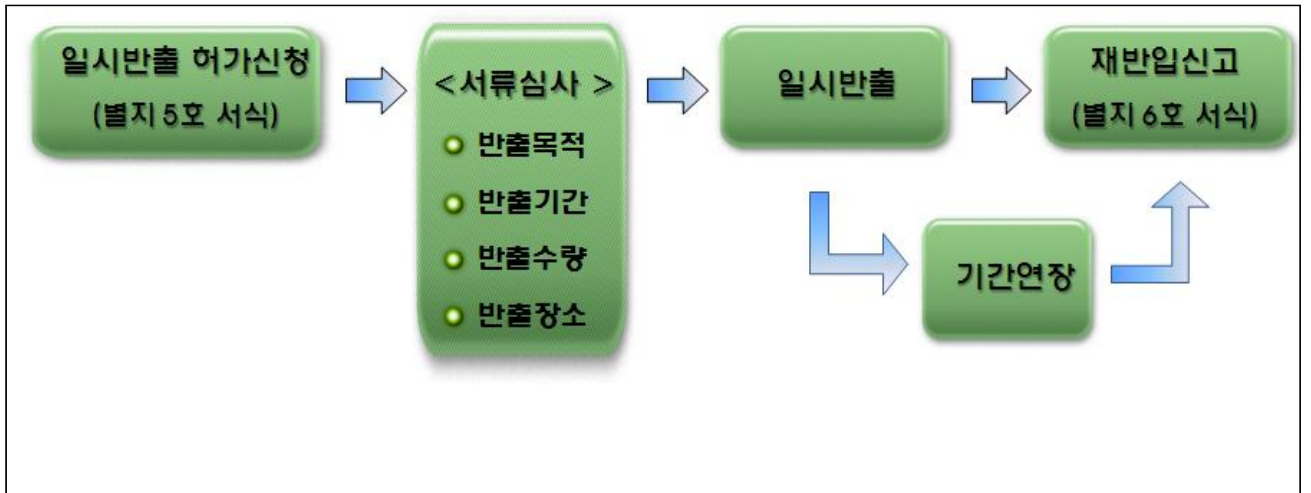 일시반출 허가신청
(별지 5호 서식)
<서류심사 >
반출목적
반출기간
반출수량
반출장소
일시반출
재반입신고
(별지 6호 서식)
기간연장